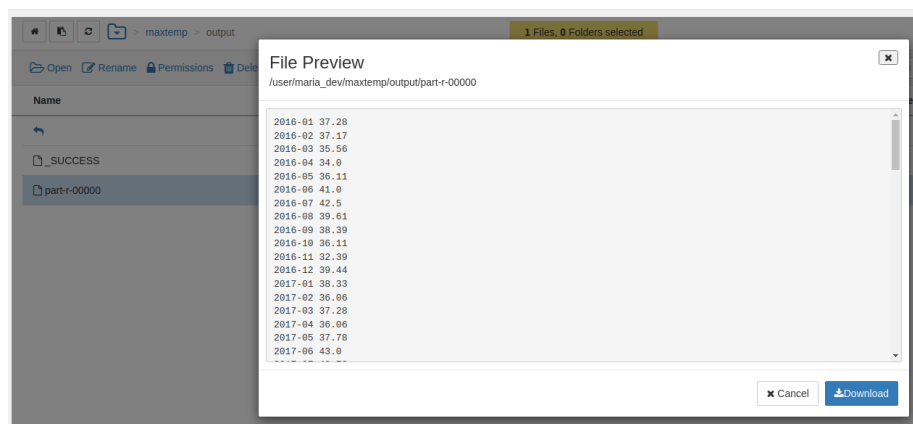 > maxtemp > output
1 Files, 0 Folders selected
Open Rename Permissions Dele
Name
_SUCCESS
part-r-00000
File Preview
/user/maria_dev/maxtemp/output/part-r-00000
2016-01 37.28
2016-02 37.17
2016-03 35.56
2016-04 34.0
2016-05 36.11
2016-06 41.0
2016-07 42.5
2016-08 39.61
2016-09 38.39
2016-10 36.11
2016-11 32.39
2016-12 39.44
2017-01 38.33
2017-02 36.06
2017-03 37.28
2017-04 36.06
2017-05 37.78
2017-06 43.0
Cancel Download